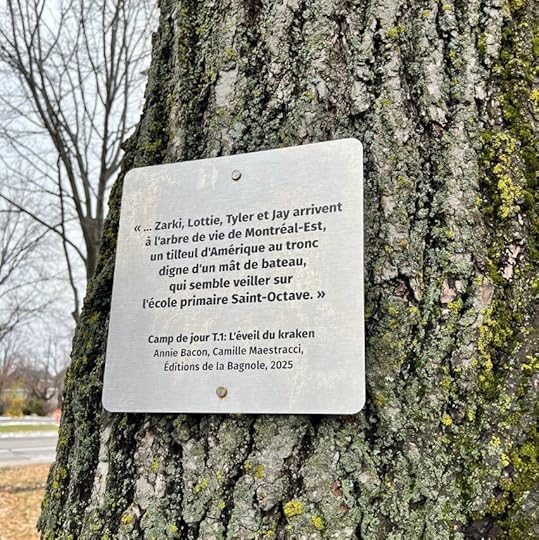 « ... Zarki, Lottie, Tyler et Jay arrivent
à l'arbre de vie de Montréal-Est,
un tilleul d'Amérique au tronc
digne d'un mât de bateau,
qui semble veiller sur
l'école primaire Saint-Octave. »
Camp de jour T.1: L'éveil du kraken
Annie Bacon, Camille Maestracci,
Éditions de la Bagnole, 2025